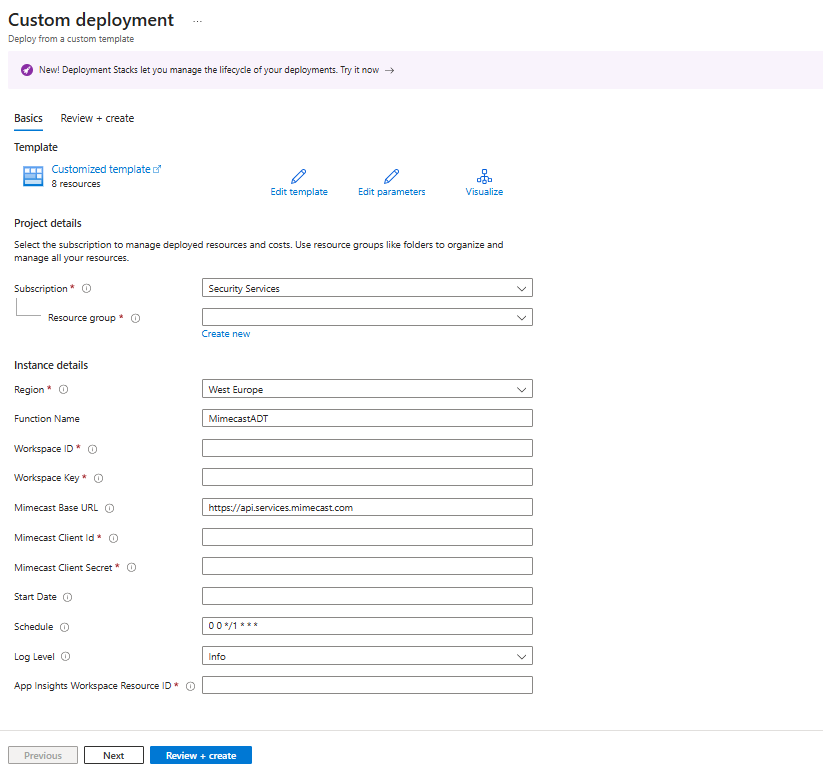 Custom deployment ...
Deploy from a custom template
New! Deployment Stacks let you manage the lifecycle of your deployments. Try it now →
Basics Review + create
Template
Customized template
8 resources
Edit template Edit parameters Visualize
Project details
Select the subscription to manage deployed resources and costs. Use resource groups like folders to organize and
manage all your resources.
Subscription * Security Services
Resource group *
Create new
Instance details
Region * West Europe
Function Name MimecastADT
Workspace ID *
Workspace Key *
Mimecast Base URL https://api.services.mimecast.com
Mimecast Client Id *
Mimecast Client Secret *
Start Date
Schedule 0 0 */1 * * *
Log Level Info
App Insights Workspace Resource ID *
Previous Next Review + create